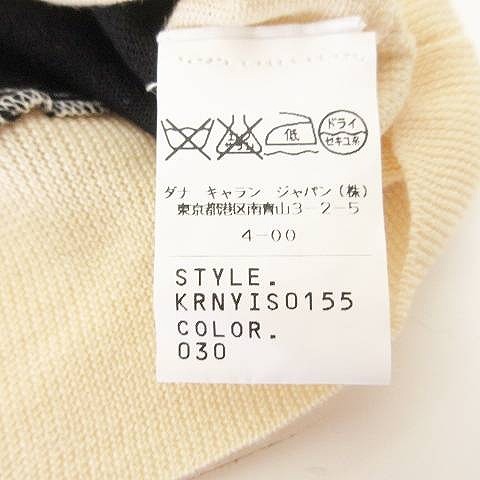 低
ドライ
セキユ系
ダナ キャラン ジャパン(株)
東京都港区南青山3-2-5
4-00
STYLE.
KRNYIS0155
COLOR.
030